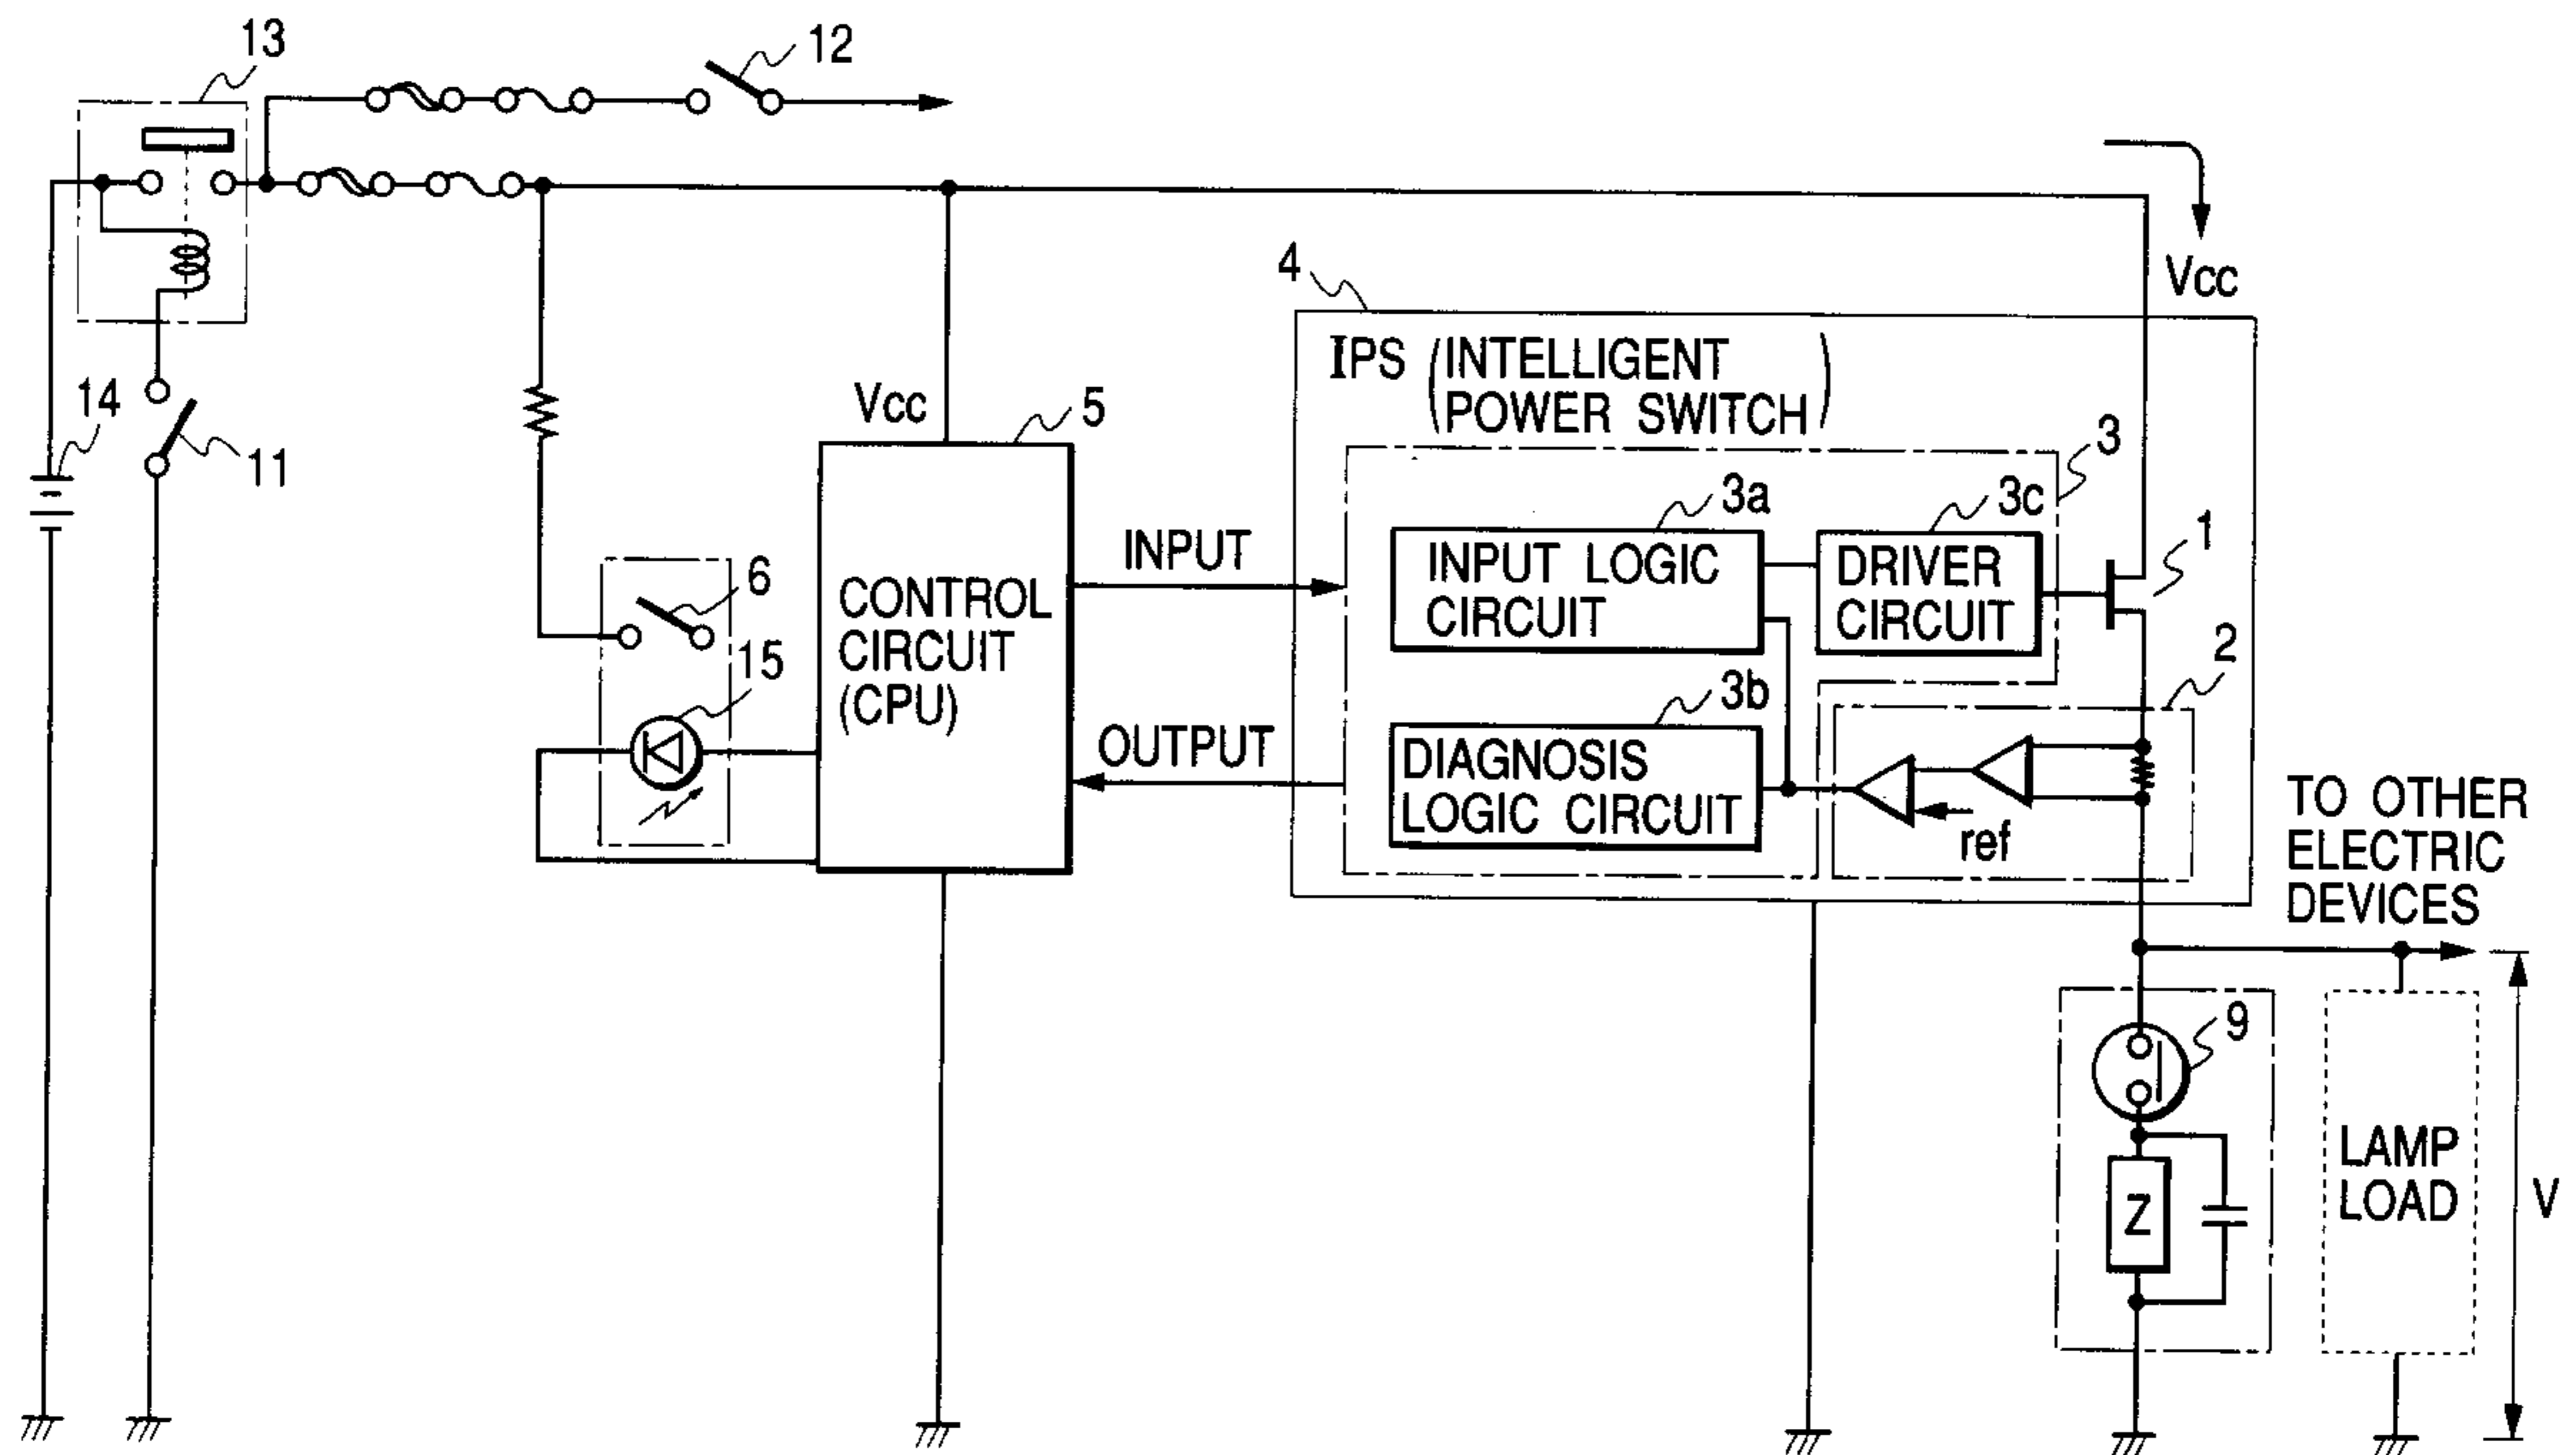 13
12
Vcc
4
IPS (INTELLIGENT
POWER SWITCH)
14
11
Vcc
5
3
3a
3c
1
INPUT
INPUT LOGIC
CIRCUIT
DRIVER
CIRCUIT
6
CONTROL
CIRCUIT
(CPU)
15
2
3b
OUTPUT
DIAGNOSIS
LOGIC CIRCUIT
ref
TO OTHER
ELECTRIC
DEVICES
9
LAMP
LOAD
Z
V